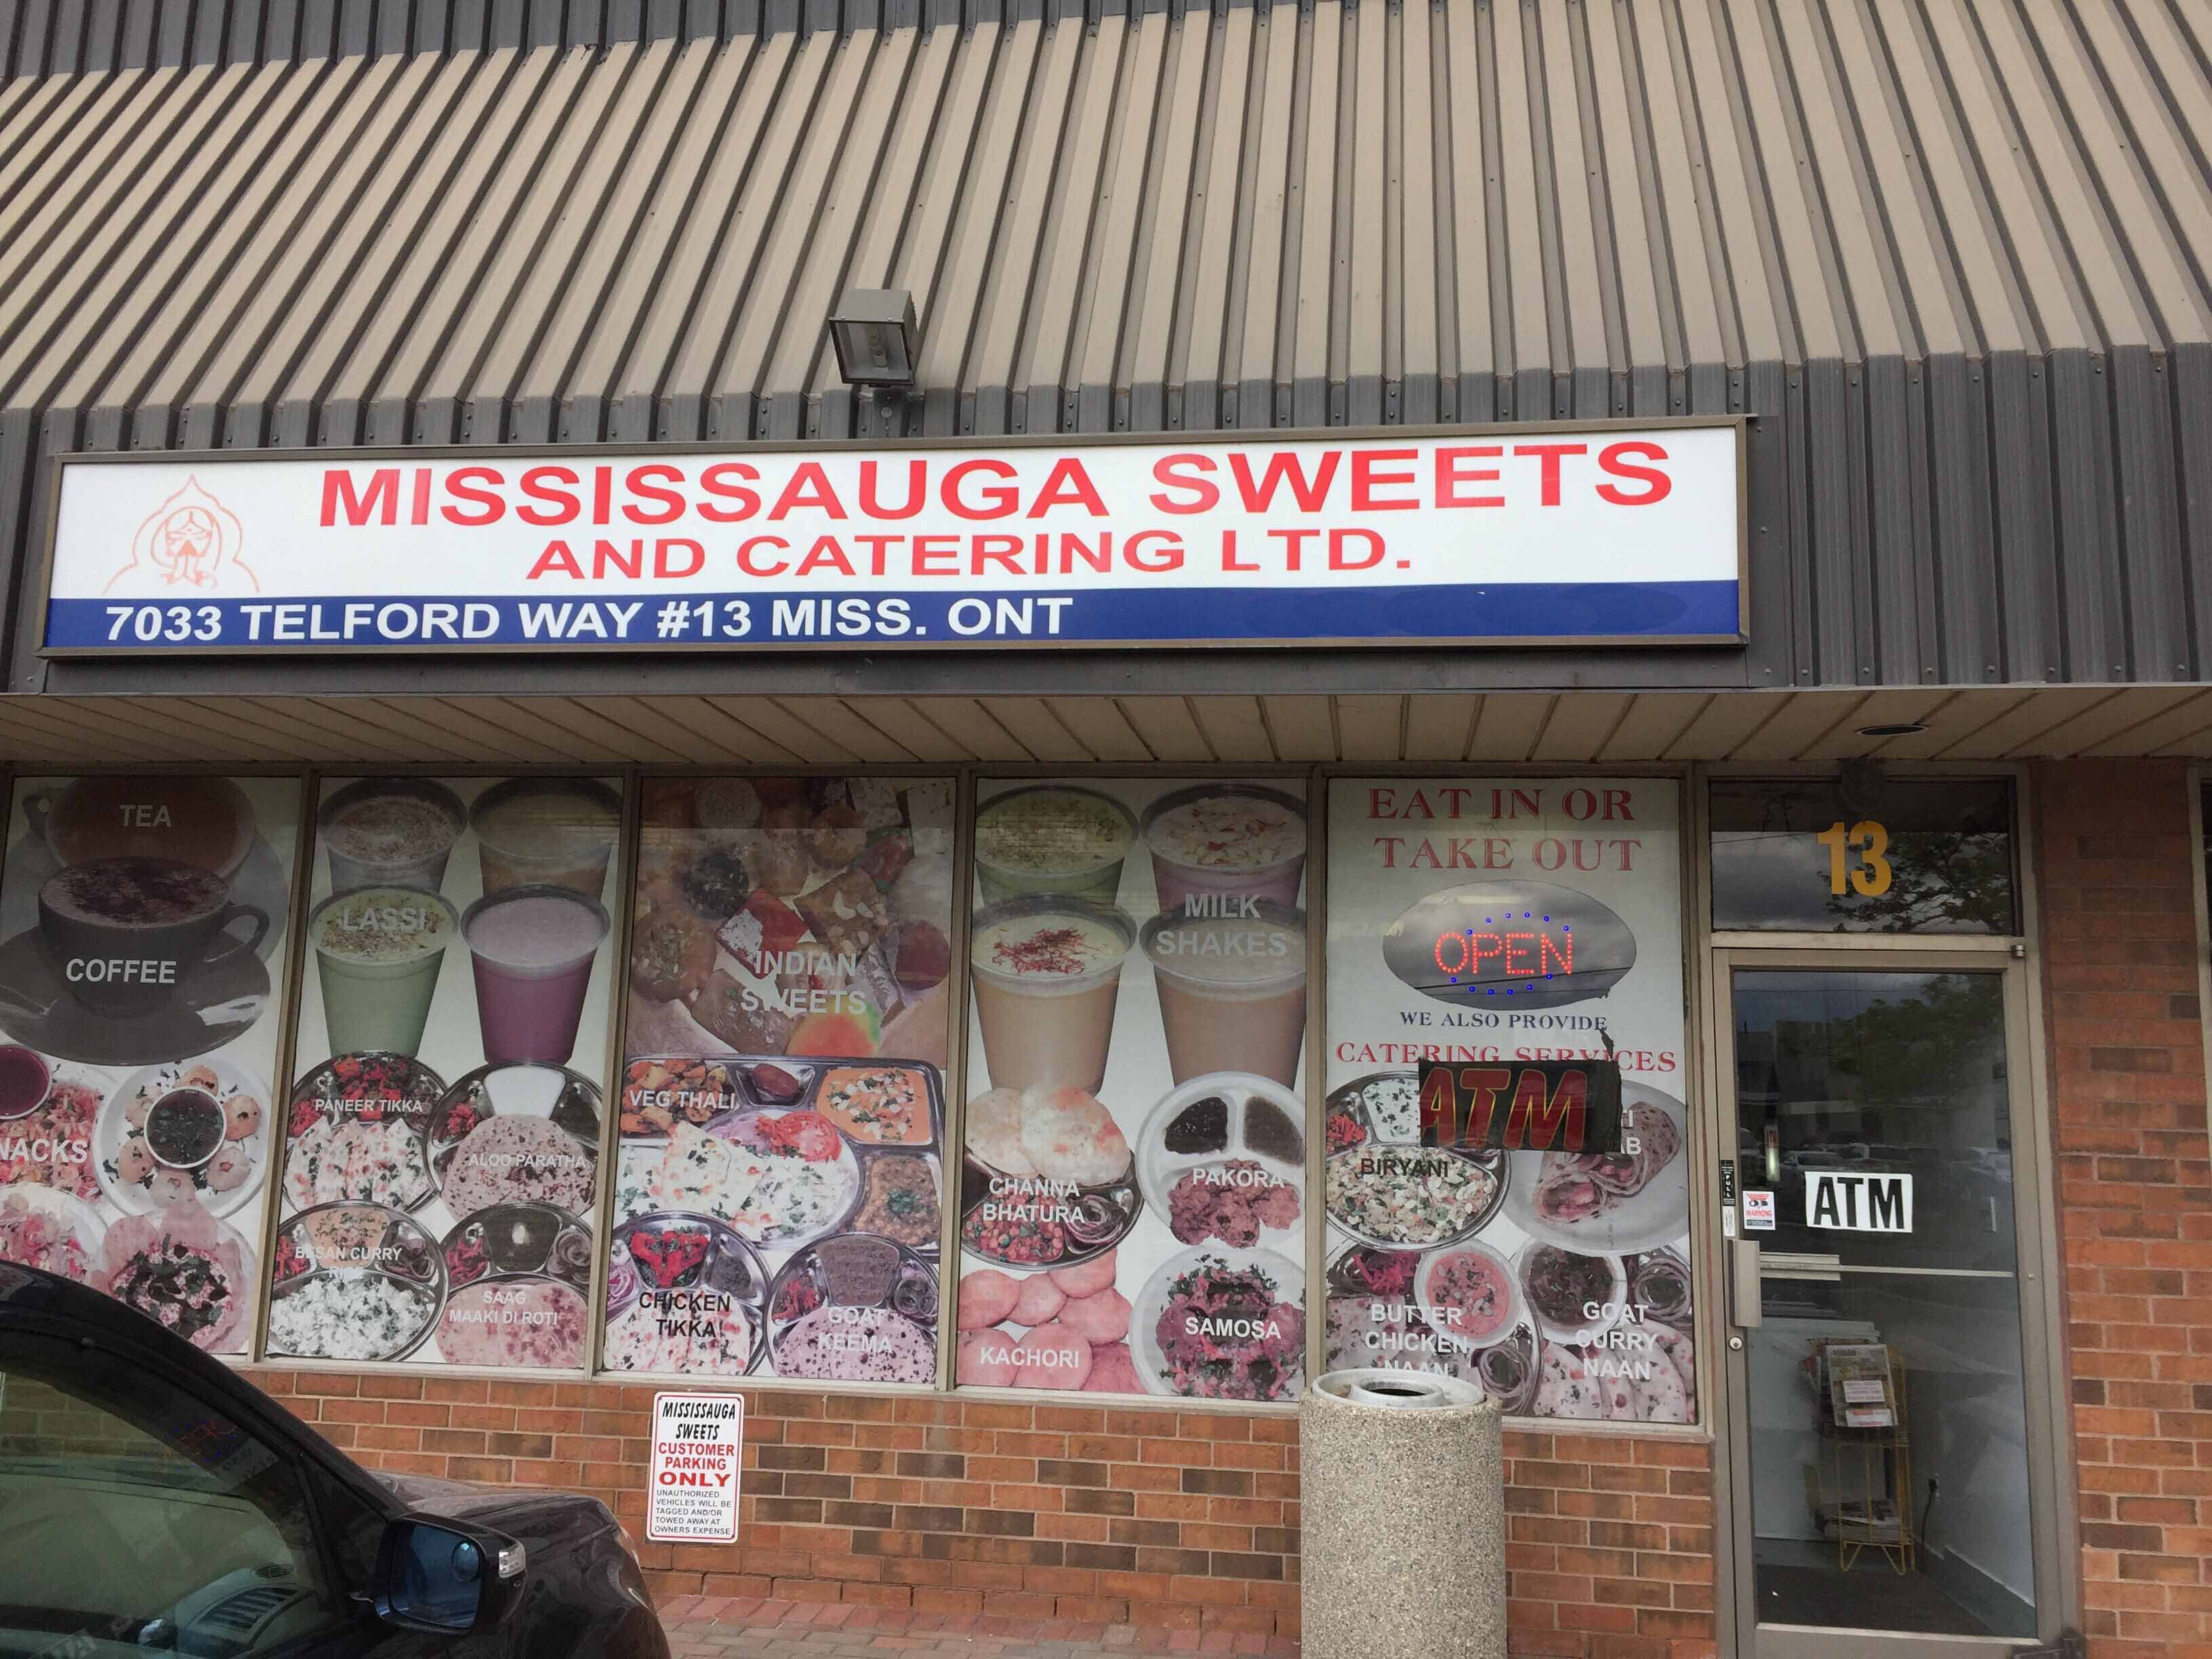 MISSISSAUGA SWEETS
AND CATERING LTD.
7033 TELFORD WAY #13 MISS. ONT
TEA
COFFEE
NACKS
LASSI
PANEER TIKKA
ALOO PARATHA
BESAN CURRY
SAAG
MAAKI DI ROTI
INDIAN
SWEETS
VEG THALI
CHICKEN
TIKKA
GOAT
KEEMA
MILK
SHAKES
CHANNA
BHATURA
PAKORA
KACHORI
SAMOSA
EAT IN OR
TAKE OUT
OPEN
WE ALSO PROVIDE
CATERING SERVICES
ATM
BIRYANI
BUTTER
CHICKEN
NAAN
GOAT
CURRY
NAAN
13
PULL
WARNING
ATM
MISSISSAUGA
SWEETS
CUSTOMER
PARKING
ONLY
UNAUTHORIZED
VEHICLES WILL BE
TAGGED AND/OR
TOWED AWAY AT
OWNERS EXPENSE